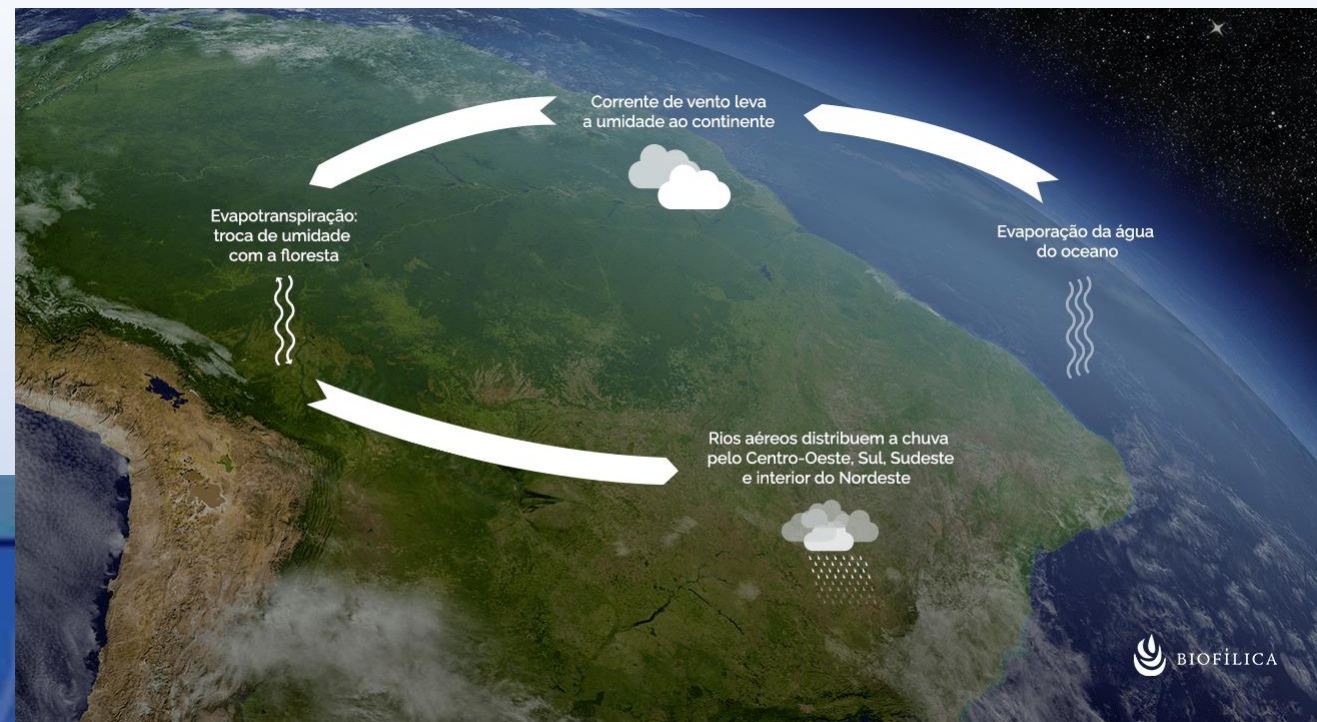 Corrente de vento leva
a umidade ao continente
Evapotranspiração:
troca de umidade
com a floresta
Evaporação da água
do oceano
Rios aéreos distribuem a chuva
pelo Centro-Oeste, Sul, Sudeste
e interior do Nordeste
BIOFÍLICA